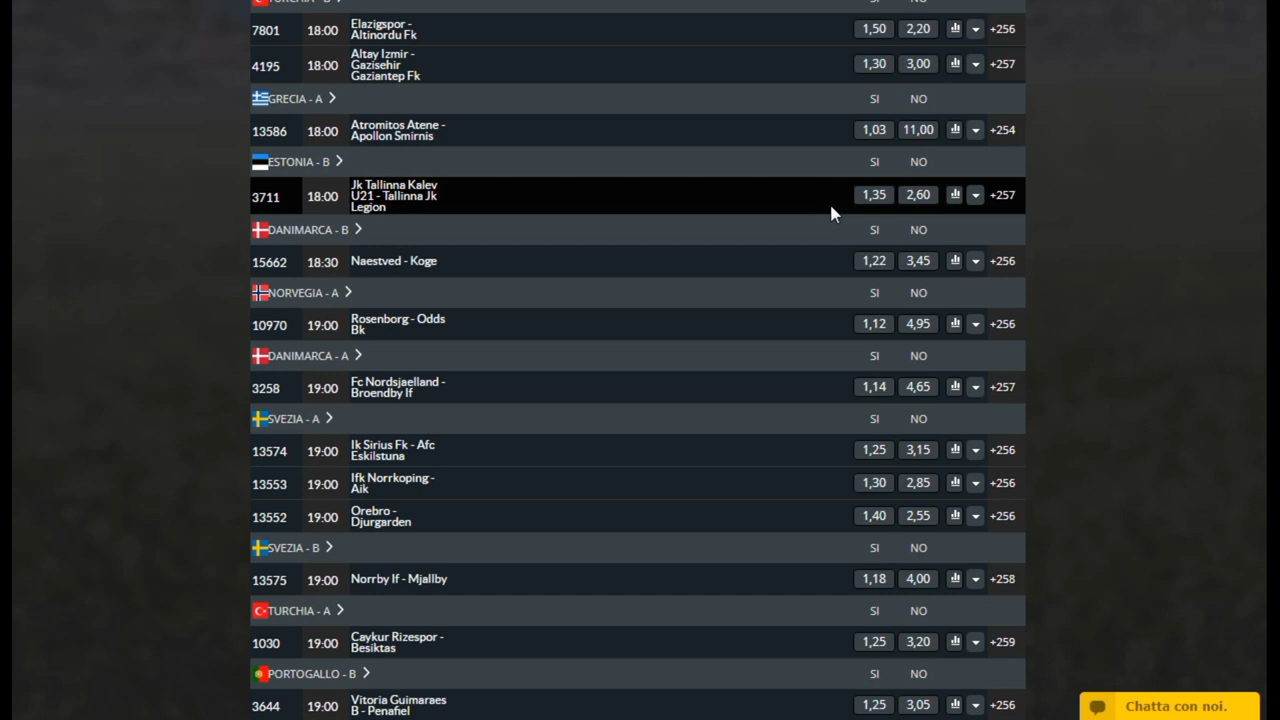 TURCHIA - B SI NO
7801 18:00 Elazigspor - 1,50 2,20 +256
Altinordu Fk
Altay Izmir -
4195 18:00 Gazisehir 1,30 3,00 +257
Gaziantep Fk
GRECIA - A SI NO
13586 18:00 Atromitos Atene - 1,03 11,00 +254
Apollon Smirnis
ESTONIA - B SI NO
Jk Tallinna Kalev
3711 18:00 U21 - Tallinna Jk 1,35 2,60 +257
Legion
DANIMARCA - B SI NO
15662 18:30 Naestved - Koge 1,22 3,45 +256
NORVEGIA - A SI NO
10970 19:00 Rosenborg - Odds 1,12 4,95 +256
Bk
DANIMARCA - A SI NO
3258 19:00 Fc Nordsjaelland - 1,14 4,65 +257
Broendby If
SVEZIA - A SI NO
13574 19:00 Ik Sirius Fk - Afc 1,25 3,15 +256
Eskilstuna
13553 19:00 Ifk Norrkoping - 1,30 2,85 +256
Aik
13552 19:00 Orebro - 1,40 2,55 +256
Djurgarden
SVEZIA - B SI NO
13575 19:00 Norrby If - Mjallby 1,18 4,00 +258
TURCHIA - A SI NO
1030 19:00 Caykur Rizespor - 1,25 3,20 +259
Besiktas
PORTOGALLO - B SI NO
3644 19:00 Vitoria Guimaraes 1,25 3,05 +256
B - Penafiel
Chatta con noi.